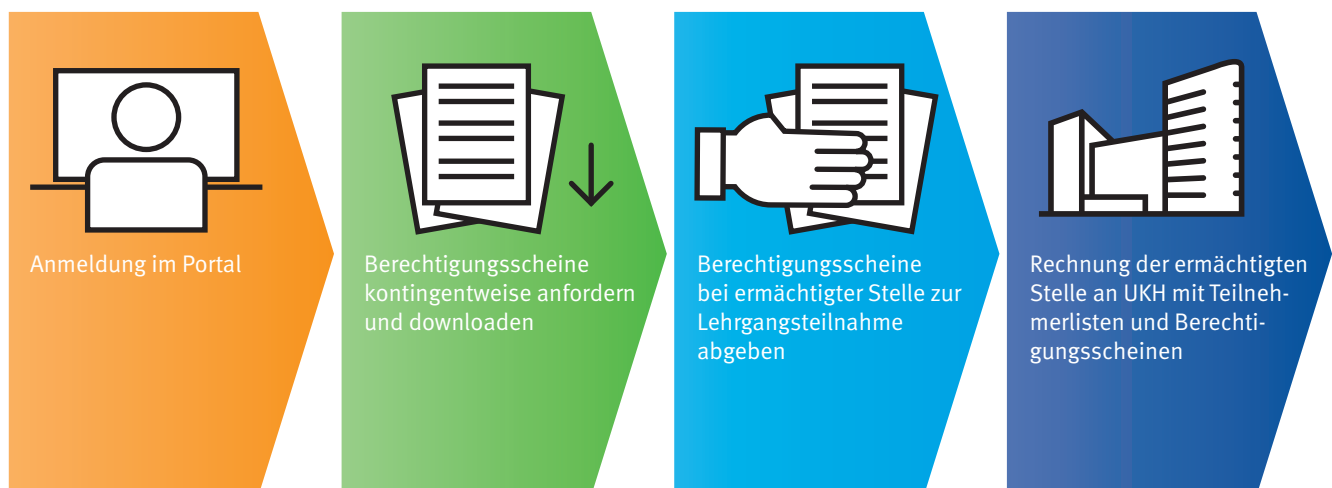 Anmeldung im Portal
Berechtigungsscheine
kontingentweise anfordern
und downloaden
Berechtigungsscheine
bei ermächtigter Stelle zur
Lehrgangsteilnahme
abgeben
Rechnung der ermächtigten
Stelle an UKH mit Teilneh-
merlisten und Berechti-
gungsscheinen